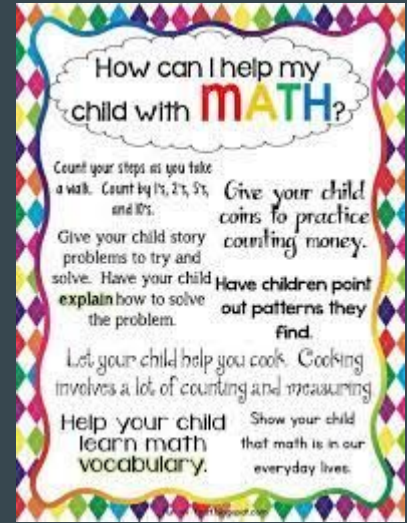 How can I help my
child with MATH?
Count your steps as you take
a walk. Count by 1's, 2's, 5's,
and 10's.
Give your child
coins to practice
counting money.
Give your child story
problems to try and
solve. Have your child
explain how to solve
the problem.
Have children point
out patterns they
find.
Let your child help you cook. Cooking
involves a lot of counting and measuring
Help your child
learn math
vocabulary.
Show your child
that math is in our
everyday lives.